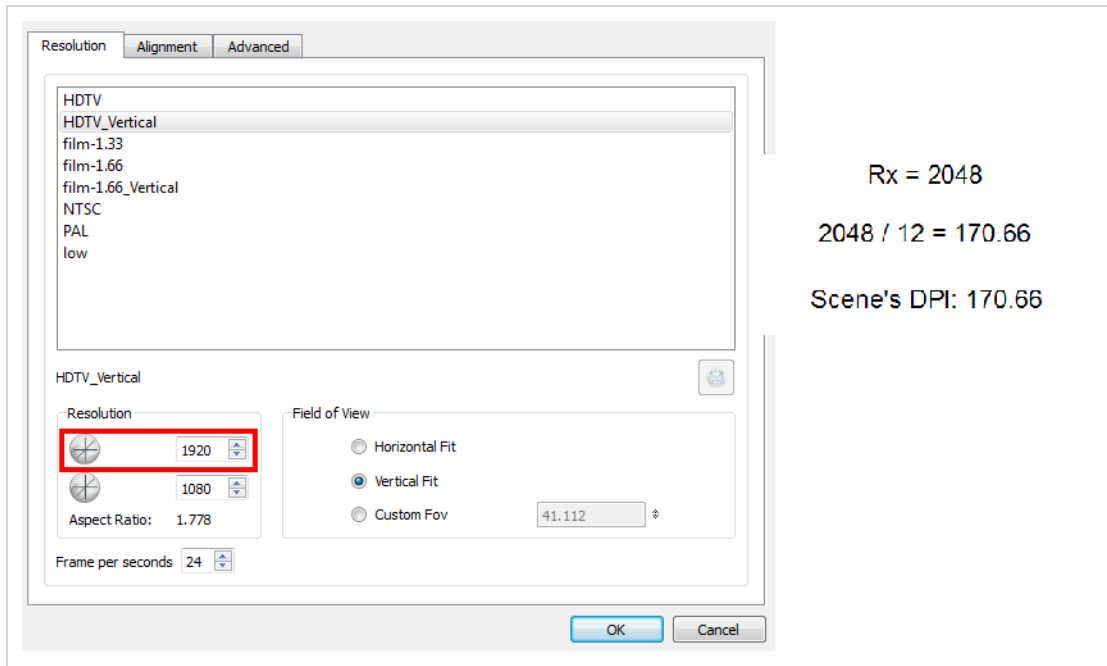 Resolution Alignment Advanced
HDTV
HDTV_Vertical
film-1.33
film-1.66
film-1.66_Vertical
NTSC
PAL
low
Rx = 2048
2048 / 12 = 170.66
Scene's DPI: 170.66
HDTV_Vertical
Resolution
1920
1080
Aspect Ratio: 1.778
Field of View
Horizontal Fit
Vertical Fit
Custom Fov 41.112
Frame per seconds 24
OK Cancel